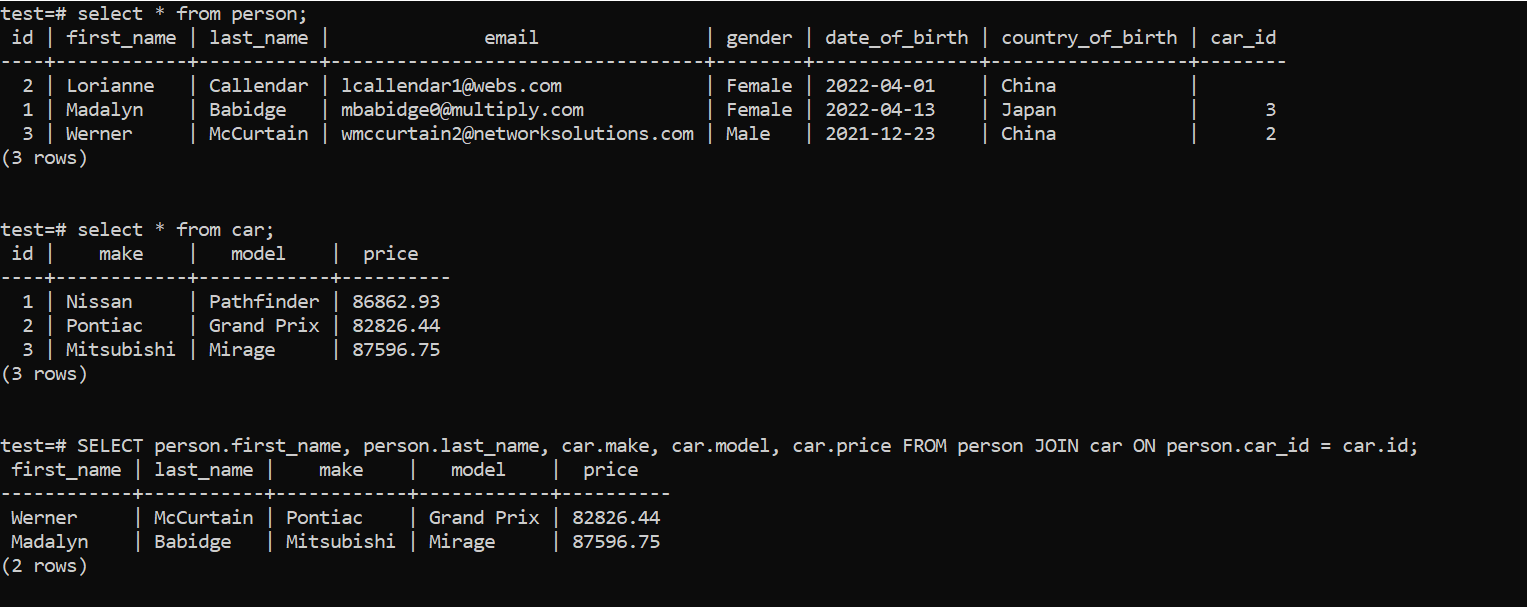 test=# select * from person;
 id | first_name | last_name |              email               | gender | date_of_birth | country_of_birth | car_id
----+------------+-----------+----------------------------------+--------+---------------+------------------+--------
  2 | Lorianne   | Callendar | lcallendar1@webs.com             | Female | 2022-04-01    | China            |
  1 | Madalyn    | Babidge   | mbabidge0@multiply.com           | Female | 2022-04-13    | Japan            |      3
  3 | Werner     | McCurtain | wmccurtain2@networksolutions.com | Male   | 2021-12-23    | China            |      2
(3 rows)
test=# select * from car;
 id |    make    |   model    |  price
----+------------+------------+----------
  1 | Nissan     | Pathfinder | 86862.93
  2 | Pontiac    | Grand Prix | 82826.44
  3 | Mitsubishi | Mirage     | 87596.75
(3 rows)
test=# SELECT person.first_name, person.last_name, car.make, car.model, car.price FROM person JOIN car ON person.car_id = car.id;
 first_name | last_name |    make    |   model    |  price
------------+-----------+------------+------------+----------
 Werner     | McCurtain | Pontiac    | Grand Prix | 82826.44
 Madalyn    | Babidge   | Mitsubishi | Mirage     | 87596.75
(2 rows)